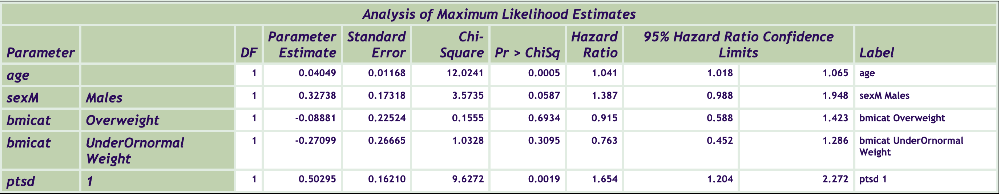 Analysis of Maximum Likelihood Estimates
Parameter DF Parameter Estimate Standard Error Chi-Square Pr > ChiSq Hazard Ratio 95% Hazard Ratio Confidence Limits Label
age 1 0.04049 0.01168 12.0241 0.0005 1.041 1.018 1.065 age
sexM Males 1 0.32738 0.17318 3.5735 0.0587 1.387 0.988 1.948 sexM Males
bmicat Overweight 1 -0.08881 0.22524 0.1555 0.6934 0.915 0.588 1.423 bmicat Overweight
bmicat UnderOrnormal Weight 1 -0.27099 0.26665 1.0328 0.3095 0.763 0.452 1.286 bmicat UnderOrnormal Weight
ptsd 1 1 0.50295 0.16210 9.6272 0.0019 1.654 1.204 2.272 ptsd 1